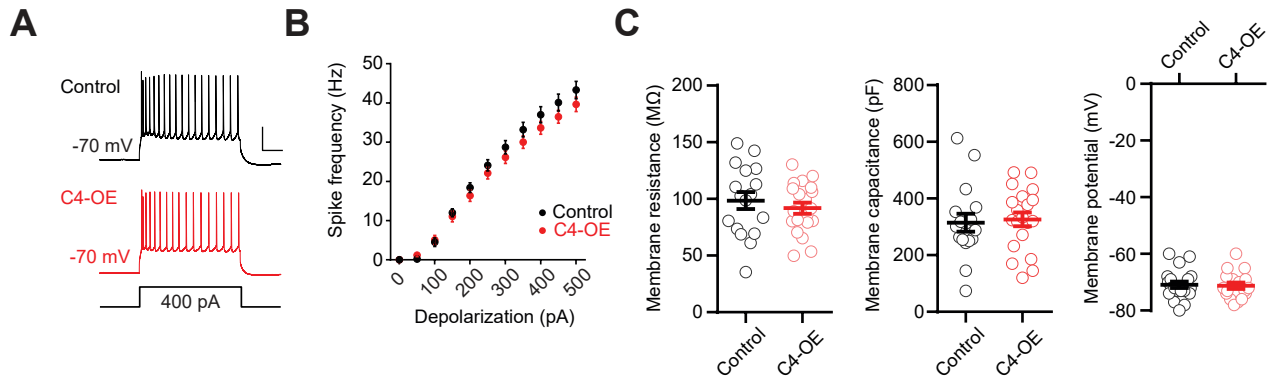 A
Control
-70 mV
C4-OE
-70 mV
400 pA
B
Spike frequency (Hz)
50
40
30
20
10
0
0
100
200
300
400
500
Depolarization (pA)
Control
C4-OE
C
Membrane resistance (MΩ)
200
150
100
50
0
Control
C4-OE
Membrane capacitance (pF)
800
600
400
200
0
Control
C4-OE
Control
C4-OE
Membrane potential (mV)
0
-20
-40
-60
-80